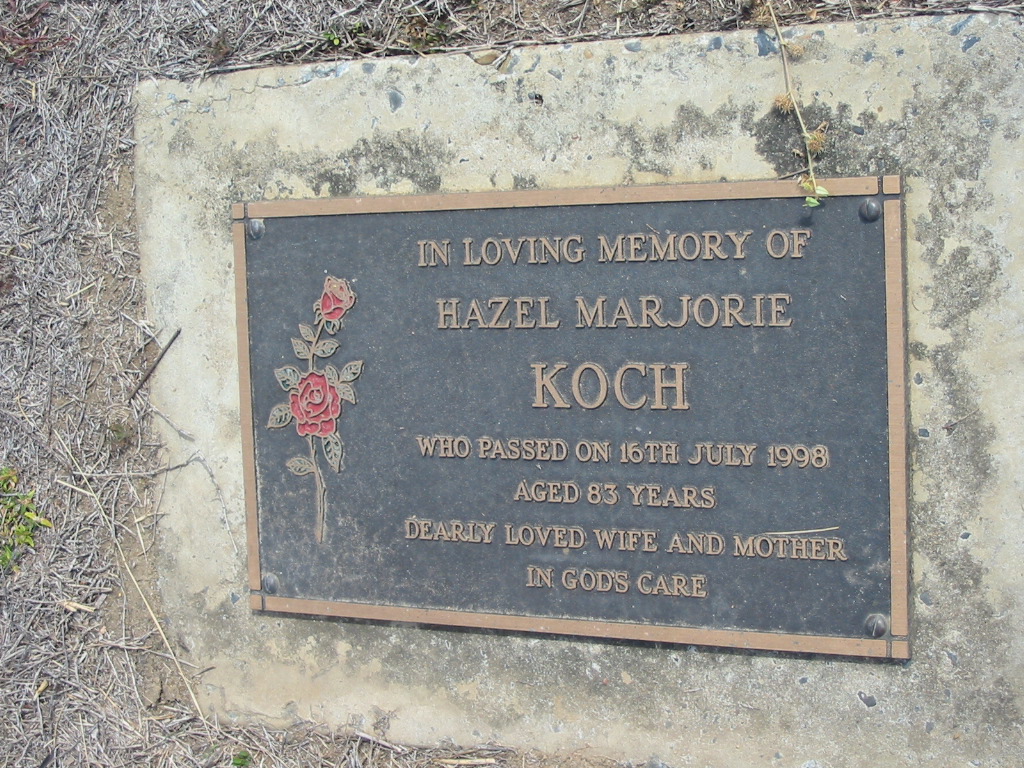 IN LOVING MEMORY OF
HAZEL MARJORIE
KOCH
WHO PASSED ON 16TH JULY 1998
AGED 83 YEARS
DEARLY LOVED WIFE AND MOTHER
IN GOD'S CARE